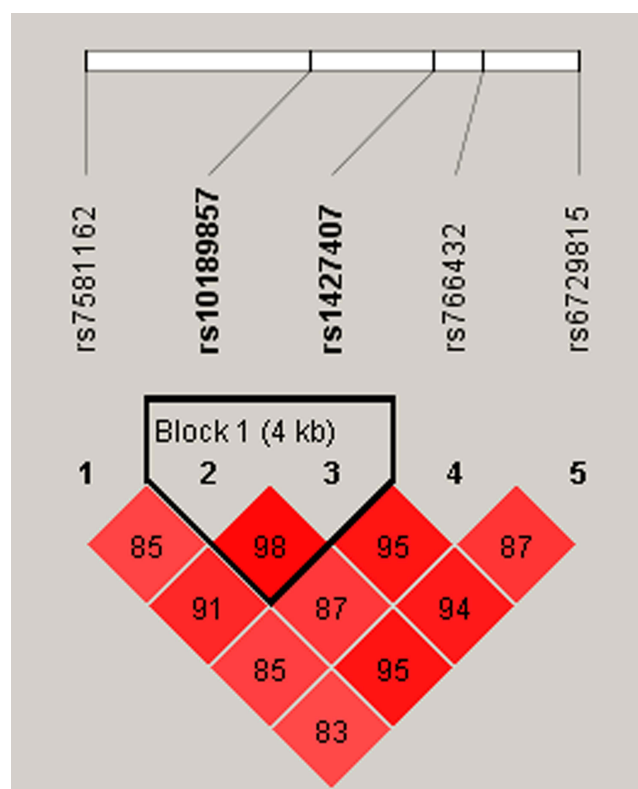 rs7581162
rs10189857
rs1427407
rs766432
rs6729815
Block 1 (4 kb)
1 2 3 4 5
85 98 95 87
91 87 94
85 95
83